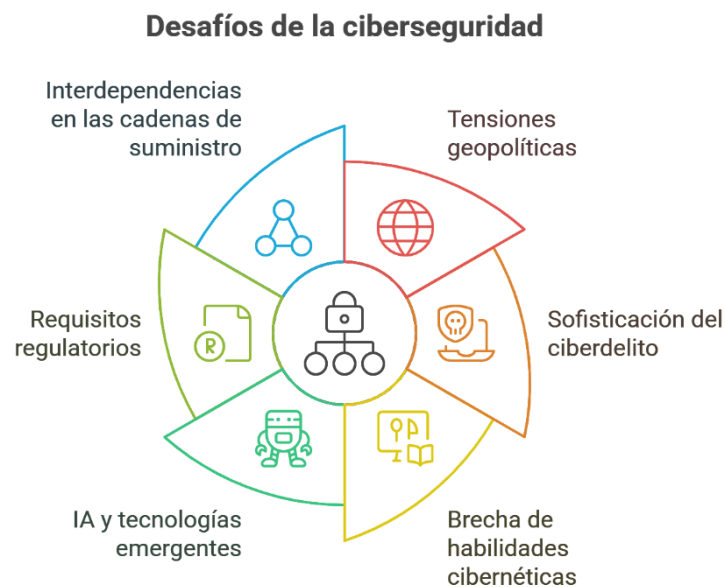 Desafíos de la ciberseguridad
Interdependencias
en las cadenas de
suministro
Tensiones
geopolíticas
Requisitos
regulatorios
R
Sofisticación del
ciberdelito
IA y tecnologías
emergentes
Brecha de
habilidades
cibernéticas